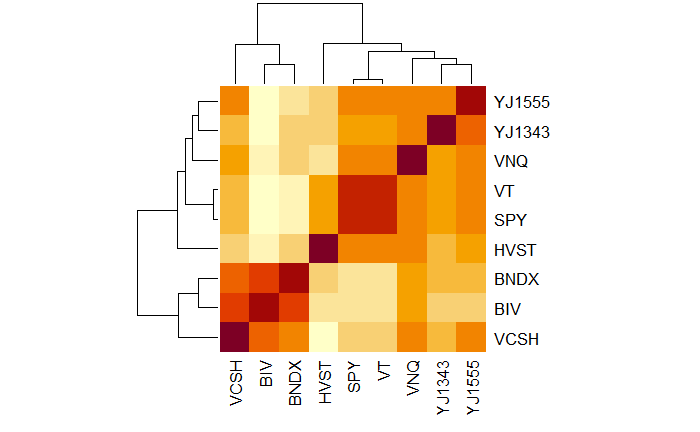 YJ1555
YJ1343
VNQ
VT
SPY
HVST
BNDX
BIV
VCSH
VCSH
BIV
BNDX
HVST
SPY
VT
VNQ
YJ1343
YJ1555